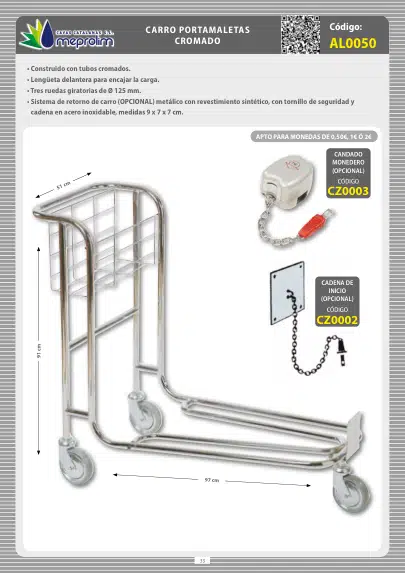 CAFÉS CATALANAS S.L.
meprolim
CARRO PORTAMALETAS
CROMADO
Código:
AL0050
• Construido con tubos cromados.
• Lengüeta delantera para encajar la carga.
• Tres ruedas giratorias de Ø 125 mm.
• Sistema de retorno de carro (OPCIONAL) metálico con revestimiento sintético, con tornillo de seguridad y
cadena en acero inoxidable, medidas 9 x 7 x 7 cm.
APTO PARA MONEDAS DE 0,50€, 1€ Ó 2€
CANDADO
MONEDERO
(OPCIONAL)
CÓDIGO
CZ0003
51 cm
CADENA DE
INICIO
(OPCIONAL)
CÓDIGO
CZ0002
91 cm
97 cm